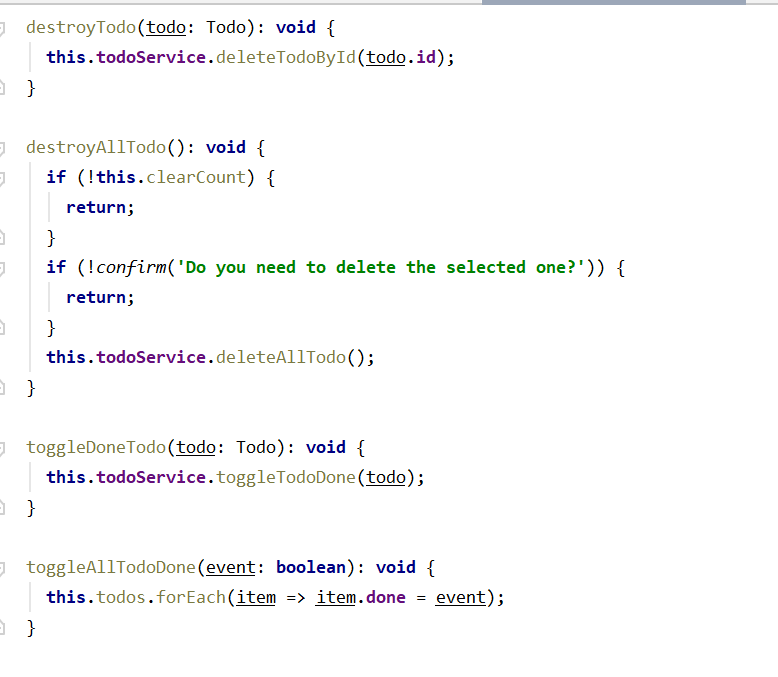 destroyTodo(todo: Todo): void {
  this.todoService.deleteTodoById(todo.id);
}
destroyAllTodo(): void {
  if (!this.clearCount) {
    return;
  }
  if (!confirm('Do you need to delete the selected one?')) {
    return;
  }
  this.todoService.deleteAllTodo();
}
toggleDoneTodo(todo: Todo): void {
  this.todoService.toggleTodoDone(todo);
}
toggleAllTodoDone(event: boolean): void {
  this.todos.forEach(item => item.done = event);
}